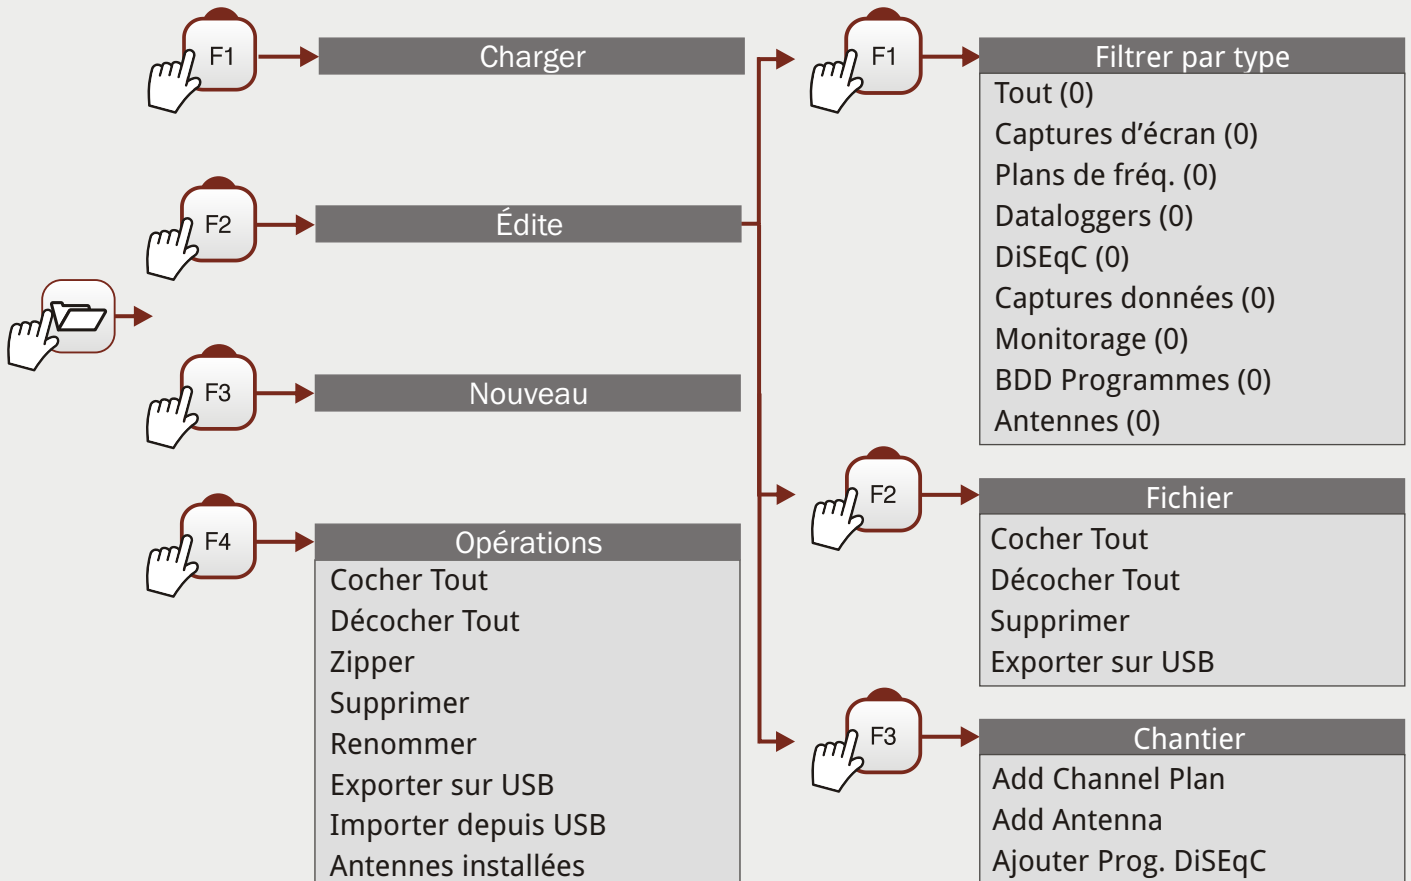 F1
Charger
F2
Édite
F3
Nouveau
F4
Opérations
Cocher Tout
Décocher Tout
Zipper
Supprimer
Renommer
Exporter sur USB
Importer depuis USB
Antennes installées
F1
Filtrer par type
Tout (0)
Captures d’écran (0)
Plans de fréq. (0)
Dataloggers (0)
DiSEqC (0)
Captures données (0)
Monitorage (0)
BDD Programmes (0)
Antennes (0)
F2
Fichier
Cocher Tout
Décocher Tout
Supprimer
Exporter sur USB
F3
Chantier
Add Channel Plan
Add Antenna
Ajouter Prog. DiSEqC